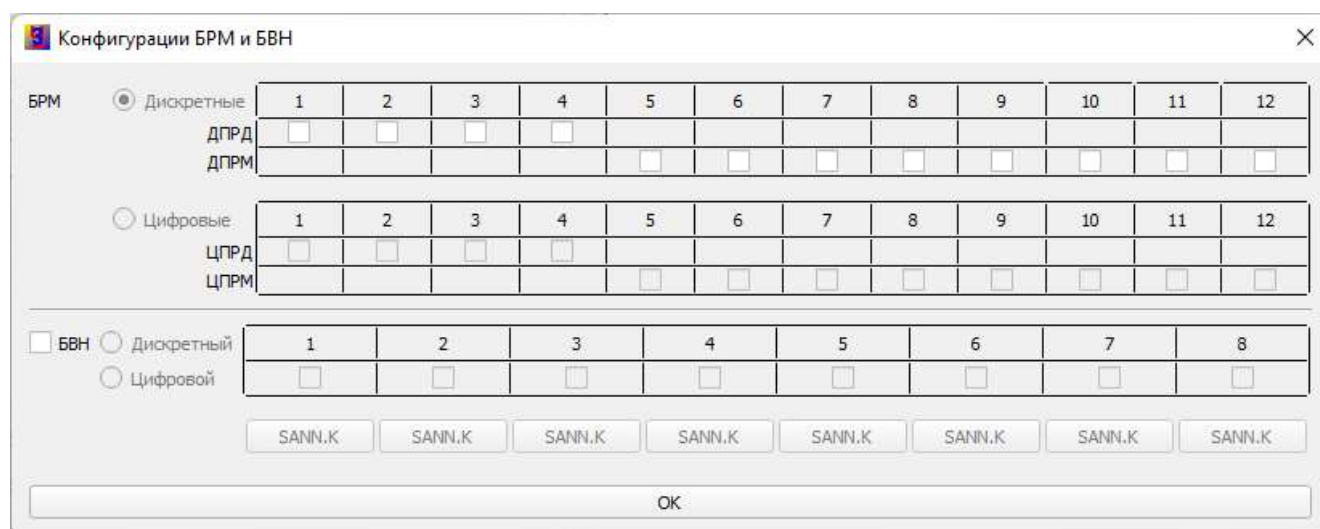 Конфигурации БРМ и БВН
БРМ Дискретные 1 2 3 4 5 6 7 8 9 10 11 12
ДПРД
ДПРМ
Цифровые 1 2 3 4 5 6 7 8 9 10 11 12
ЦПРД
ЦПРМ
БВН Дискретный 1 2 3 4 5 6 7 8
Цифровой
SANN.K SANN.K SANN.K SANN.K SANN.K SANN.K SANN.K SANN.K
OK